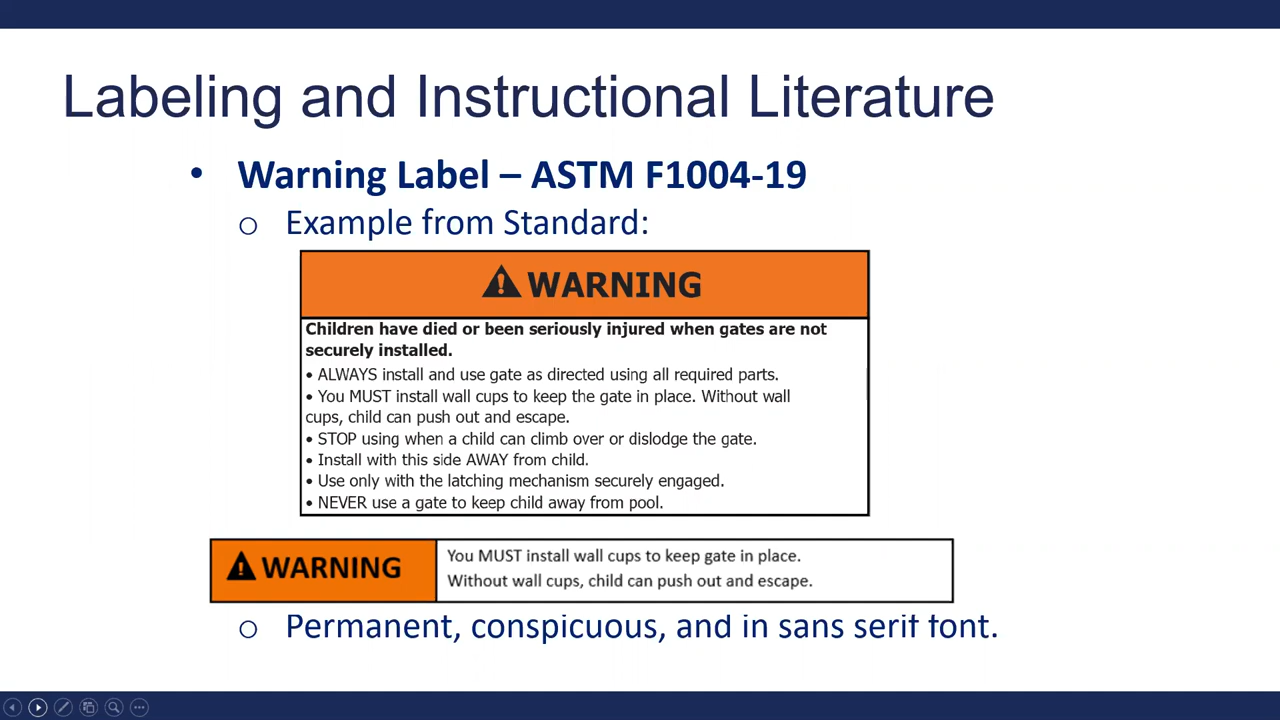 Labeling and Instructional Literature
• Warning Label – ASTM F1004-19
o Example from Standard:
WARNING
Children have died or been seriously injured when gates are not
securely installed.
• ALWAYS install and use gate as directed using all required parts.
• You MUST install wall cups to keep the gate in place. Without wall
cups, child can push out and escape.
• STOP using when a child can climb over or dislodge the gate.
• Install with this side AWAY from child.
• Use only with the latching mechanism securely engaged.
• NEVER use a gate to keep child away from pool.
WARNING
You MUST install wall cups to keep gate in place.
Without wall cups, child can push out and escape.
o Permanent, conspicuous, and in sans serif font.